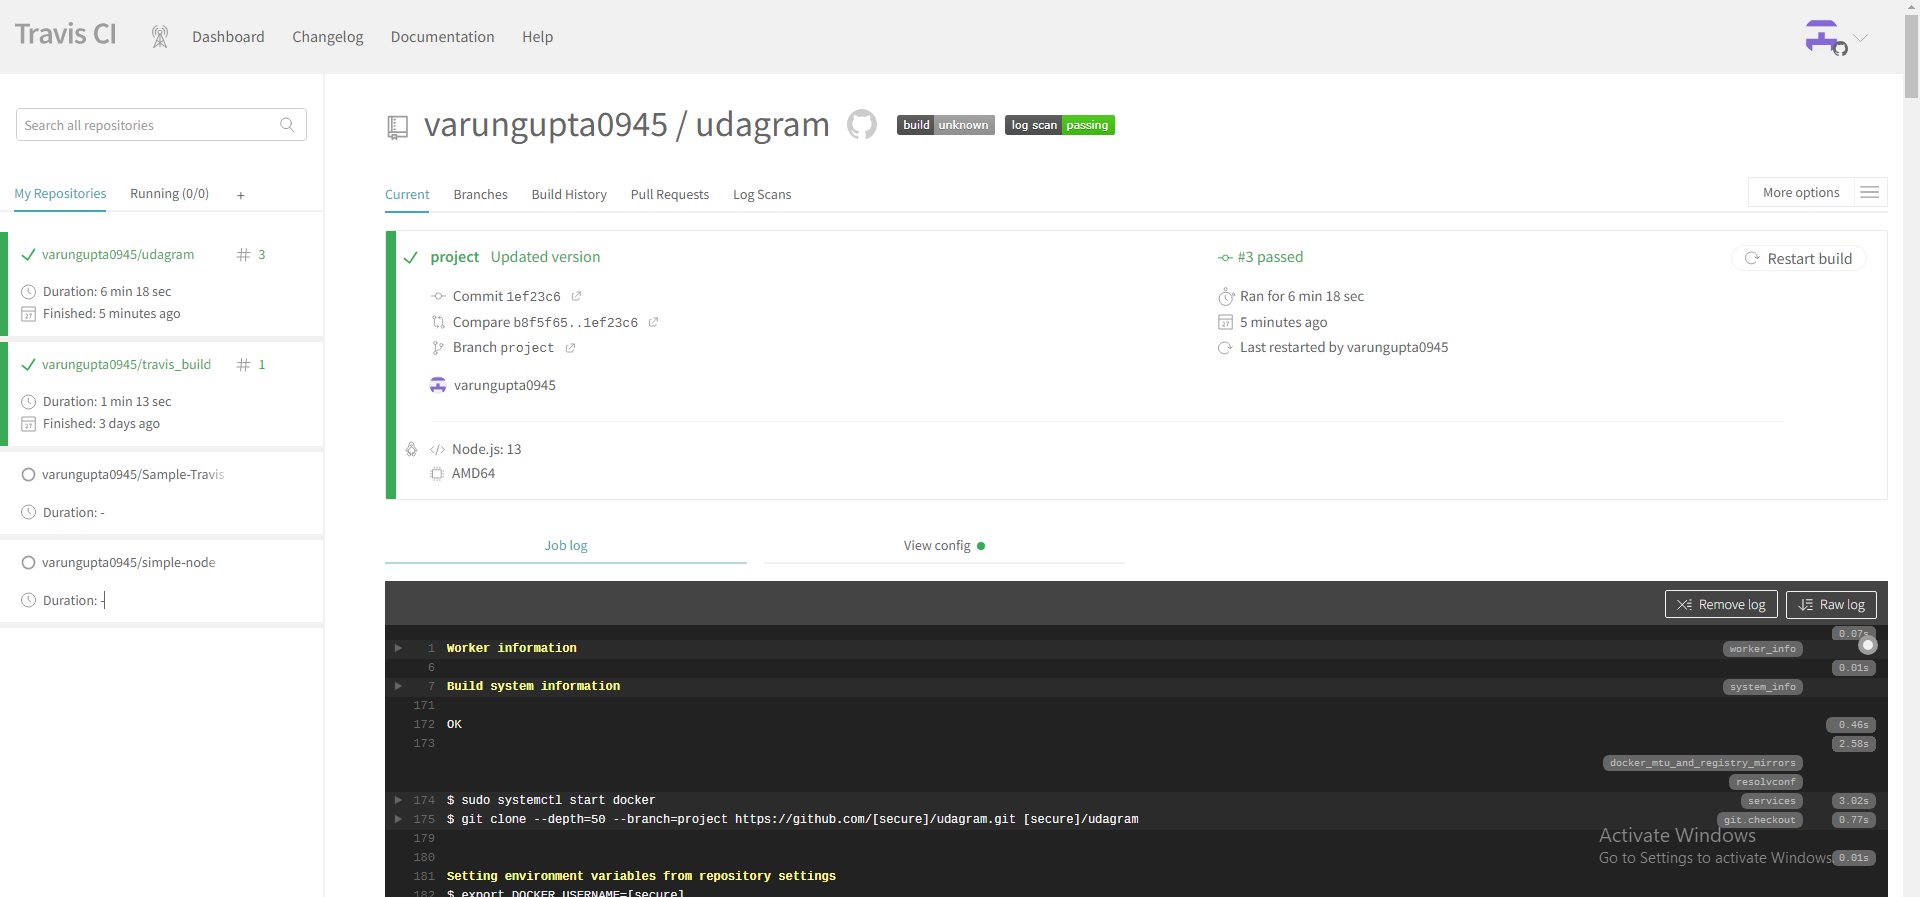 Travis CI
Dashboard
Changelog
Documentation
Help
Search all repositories
My Repositories
Running (0/0)
+
varungupta0945/udagram
# 3
Duration: 6 min 18 sec
Finished: 5 minutes ago
varungupta0945/travis_build
# 1
Duration: 1 min 13 sec
Finished: 3 days ago
varungupta0945/Sample-Travis
Duration: -
varungupta0945/simple-node
Duration: -
varungupta0945 / udagram
build unknown
log scan passing
Current
Branches
Build History
Pull Requests
Log Scans
More options
project Updated version
Commit 1ef23c6
Compare b8f5f65..1ef23c6
Branch project
varungupta0945
#3 passed
Ran for 6 min 18 sec
27 5 minutes ago
Last restarted by varungupta0945
Restart build
Node.js: 13
AMD64
Job log
View config
Remove log
Raw log
0.07s
1 Worker information worker_info
6 0.01s
7 Build system information system_info
171
172 OK 0.46s
173 2.58s
docker_mtu_and_registry_mirrors
resolvconf
174 $ sudo systemctl start docker services 3.02s
175 $ git clone --depth=50 --branch=project https://github.com/[secure]/udagram.git [secure]/udagram git.checkout 0.77s
179
180 0.01s
181 Setting environment variables from repository settings
182 $ export DOCKER_USERNAME=[secure]
Activate Windows
Go to Settings to activate Windows